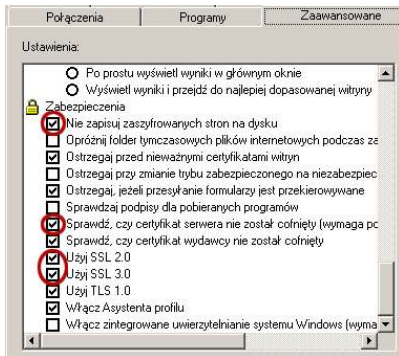 Połączenia
Programy
Zaawansowane
Ustawienia:
Po prostu wyświetl wyniki w głównym oknie
Wyświetl wyniki i przejdź do najlepiej dopasowanej witryny
Zabezpieczenia
Nie zapisuj zaszyfrowanych stron na dysku
Opróżnij folder tymczasowych plików internetowych podczas za
Ostrzegaj przed nieważnymi certyfikatami witryn
Ostrzegaj przy zmianie trybu zabezpieczonego na niezabezpiec
Ostrzegaj, jeżeli przesyłanie formularzy jest przekierowywane
Sprawdzaj podpisy dla pobieranych programów
Sprawdź, czy certyfikat serwera nie został cofnięty (wymaga po
Sprawdź, czy certyfikat wydawcy nie został cofnięty
Użyj SSL 2.0
Użyj SSL 3.0
Użyj TLS 1.0
Włącz Asystenta profilu
Włącz zintegrowane uwierzytelnianie systemu Windows (wyma